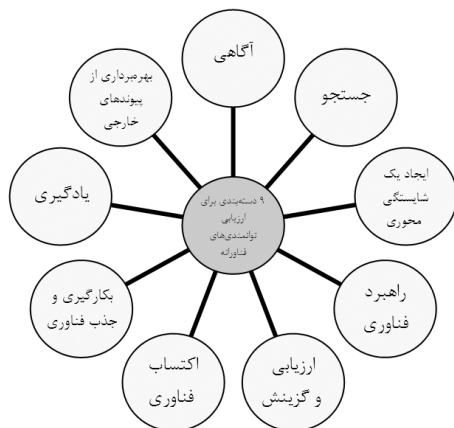 آگاهی
جستجو
ایجاد یک
شایستگی
محوری
راهبرد
فناوری
ارزیابی
و گزینش
اکتساب
فناوری
بکارگیری و
جذب فناوری
یادگیری
بهره‌برداری از
پیوندهای
خارجی
۹ دسته‌بندی برای
ارزیابی
توانمندی‌های
فناورانه